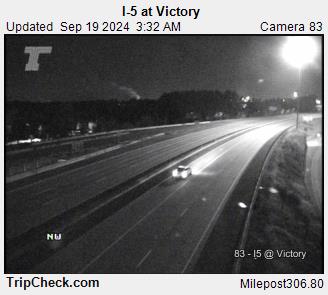 I-5 at Victory
Updated  Sep 19 2024  3:32 AM
Camera 83
T
NW
83 - I5 @ Victory
TripCheck.com
Milepost306.80